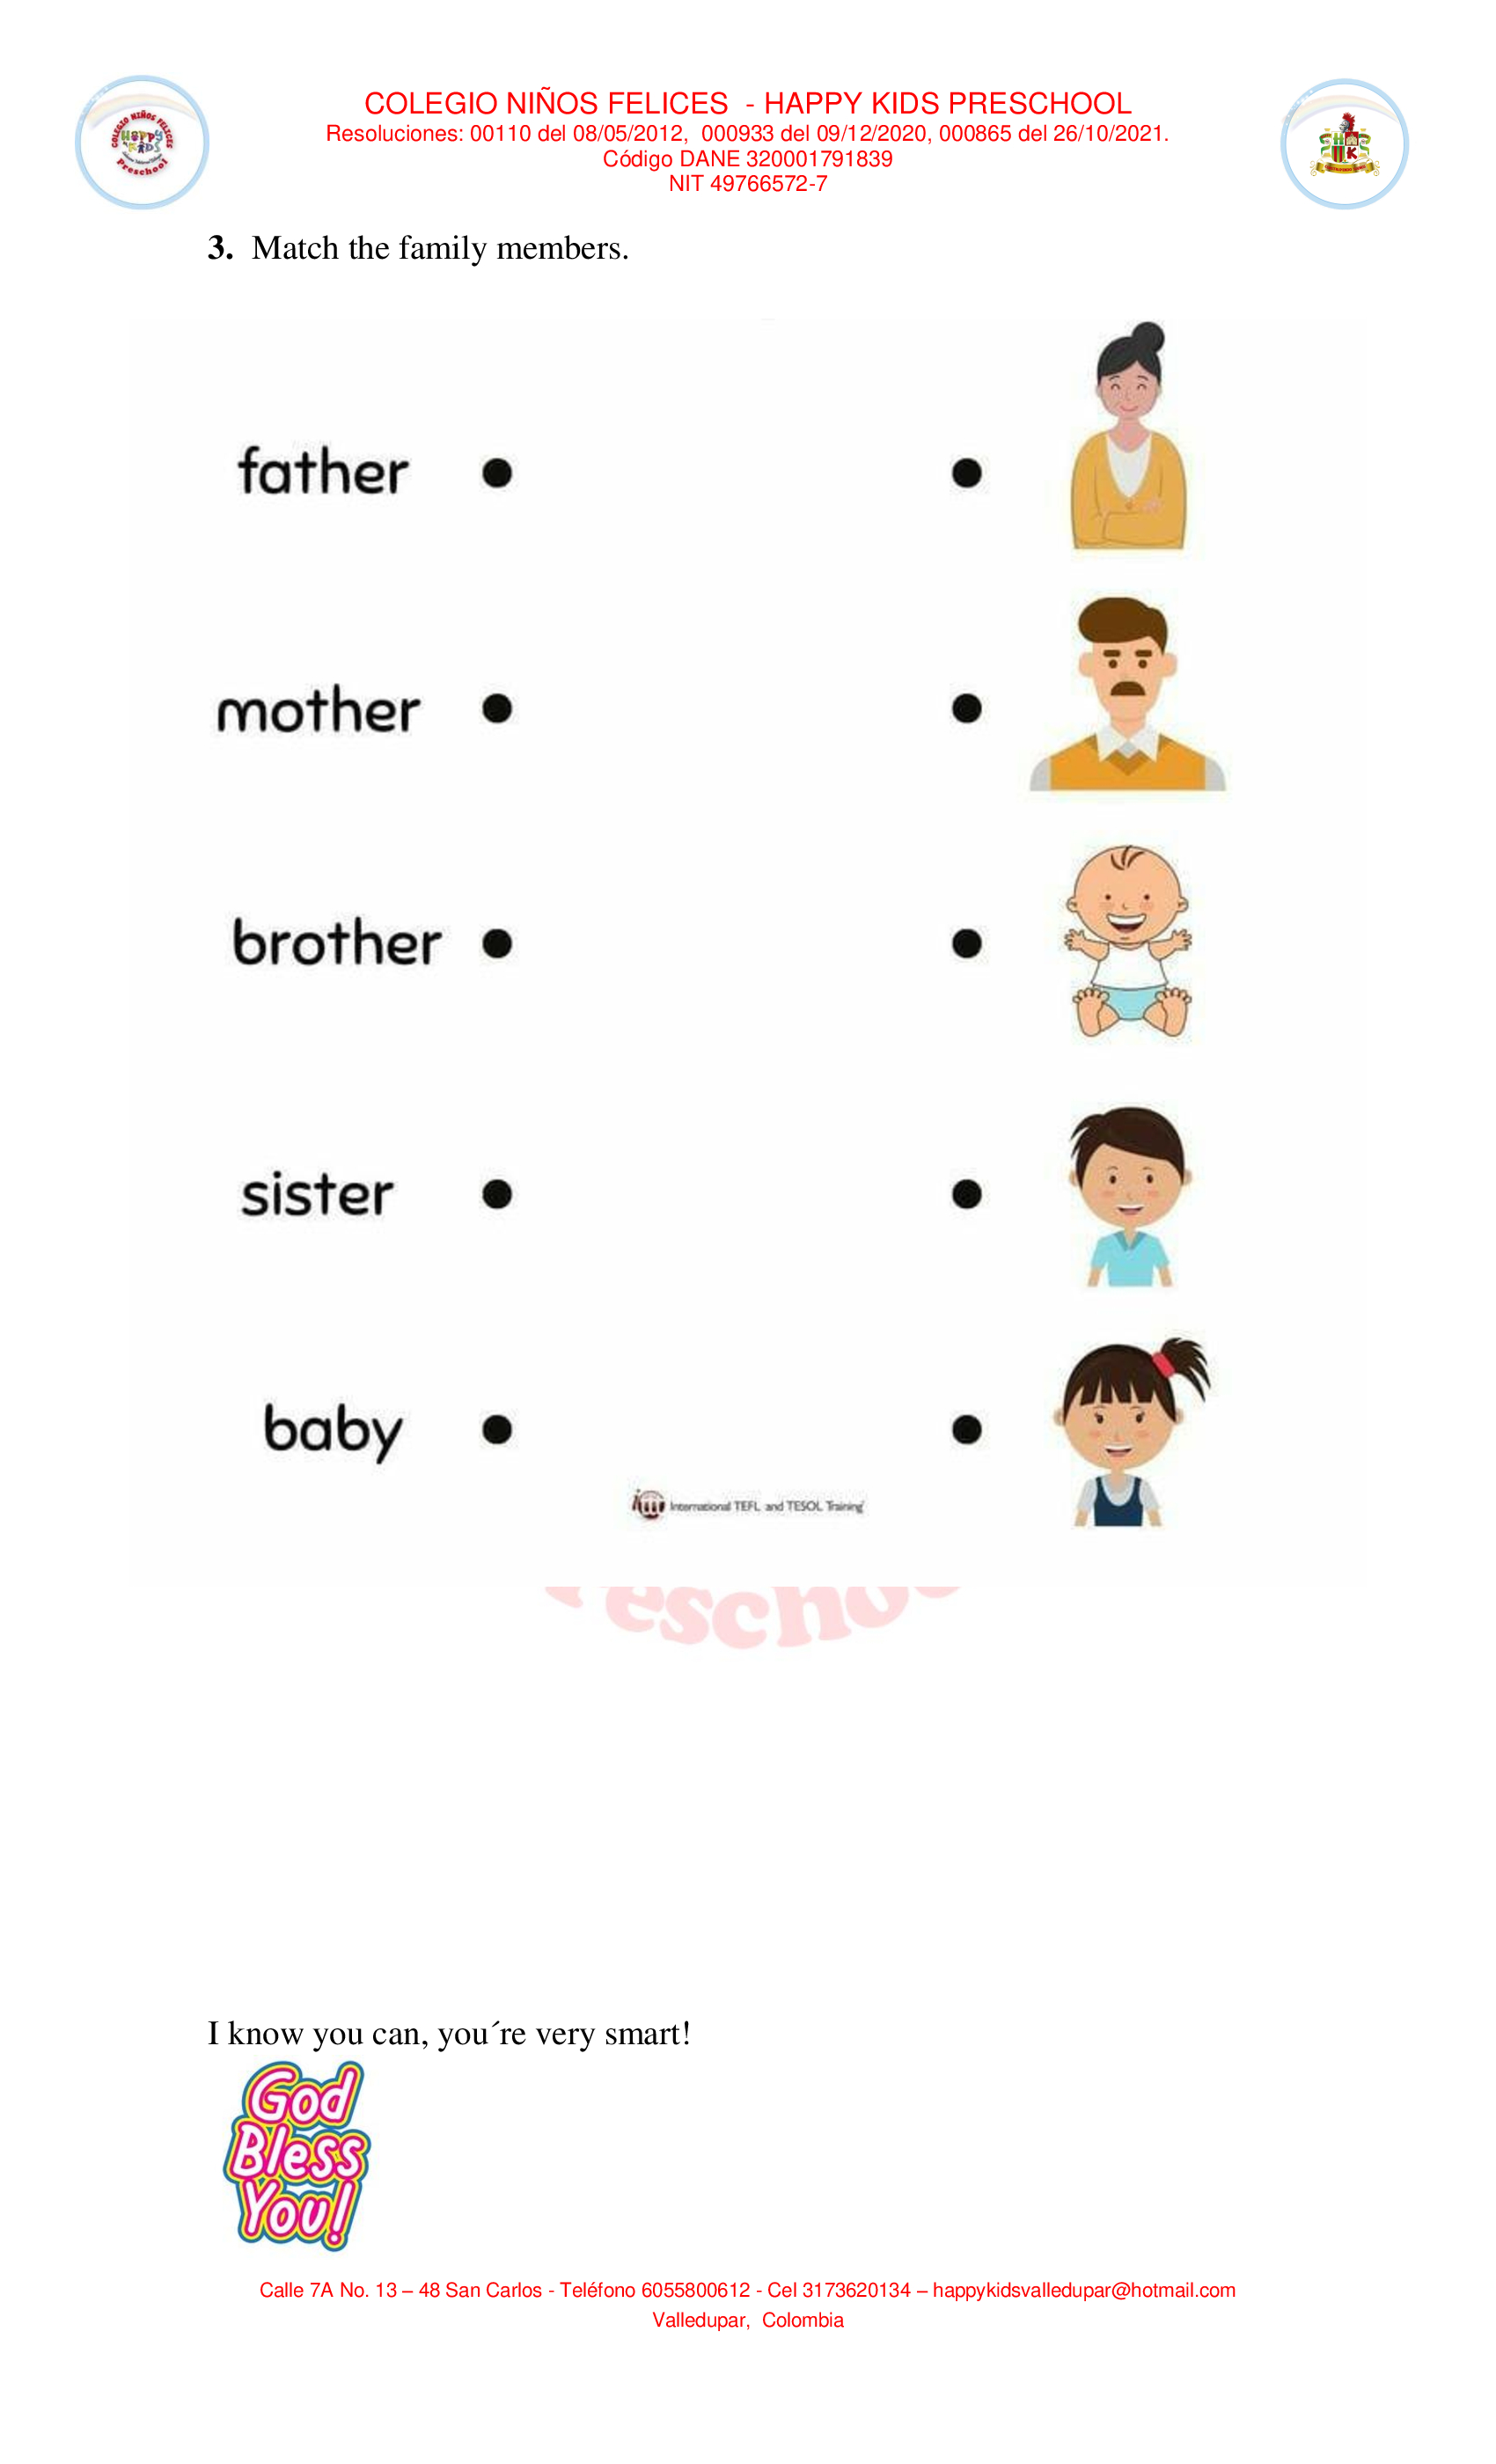 COLEGIO NIÑOS FELICES - HAPPY KIDS PRESCHOOL
Resoluciones: 00110 del 08/05/2012, 000933 del 09/12/2020, 000865 del 26/10/2021.
Código DANE 320001791839
NIT 49766572-7
COLEGIO NIÑOS FELICES
HAPPY
KIDS
Preschool
HK
3. Match the family members.
father
mother
brother
sister
baby
International TEFL and TESOL Training
I know you can, you´re very smart!
God
Bless
You!
Calle 7A No. 13 – 48 San Carlos - Teléfono 6055800612 - Cel 3173620134 – happykidsvalledupar@hotmail.com
Valledupar, Colombia